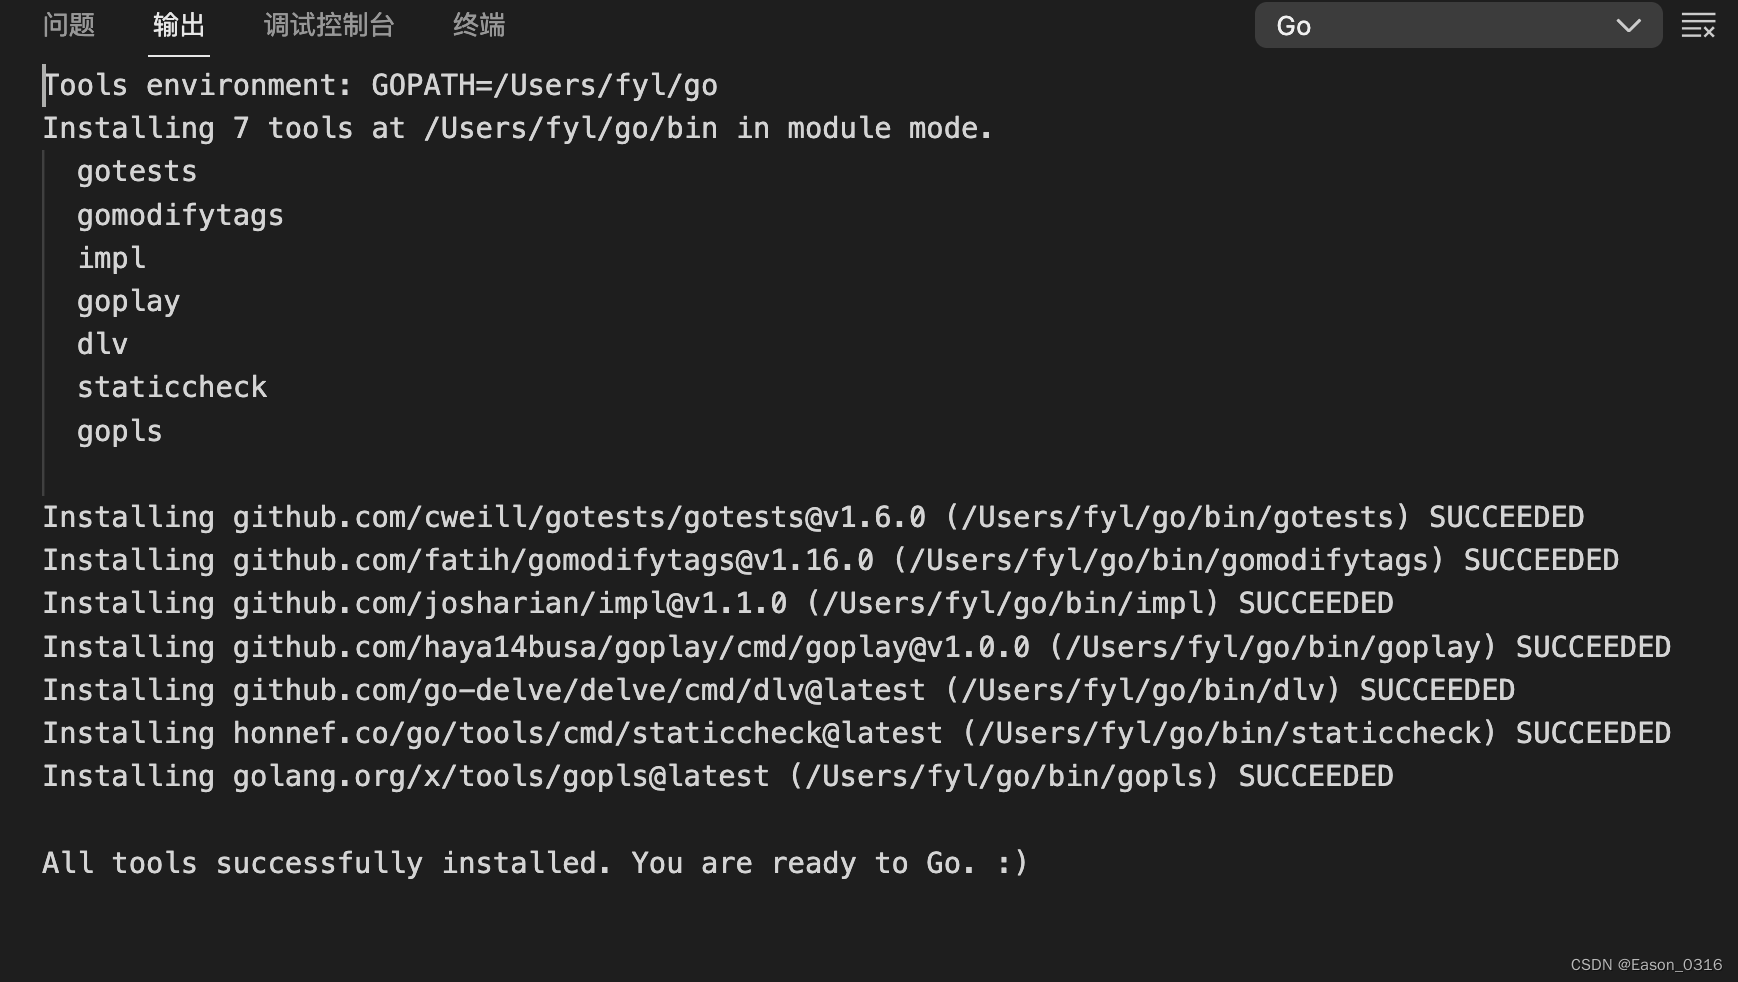 问题 输出 调试控制台 终端 Go
Tools environment: GOPATH=/Users/fyl/go
Installing 7 tools at /Users/fyl/go/bin in module mode.
gotests
gomodifytags
impl
goplay
dlv
staticcheck
gopls
Installing github.com/cweill/gotests/gotests@v1.6.0 (/Users/fyl/go/bin/gotests) SUCCEEDED
Installing github.com/fatih/gomodifytags@v1.16.0 (/Users/fyl/go/bin/gomodifytags) SUCCEEDED
Installing github.com/josharian/impl@v1.1.0 (/Users/fyl/go/bin/impl) SUCCEEDED
Installing github.com/haya14busa/goplay/cmd/goplay@v1.0.0 (/Users/fyl/go/bin/goplay) SUCCEEDED
Installing github.com/go-delve/delve/cmd/dlv@latest (/Users/fyl/go/bin/dlv) SUCCEEDED
Installing honnef.co/go/tools/cmd/staticcheck@latest (/Users/fyl/go/bin/staticcheck) SUCCEEDED
Installing golang.org/x/tools/gopls@latest (/Users/fyl/go/bin/gopls) SUCCEEDED
All tools successfully installed. You are ready to Go. :)
CSDN @Eason_0316